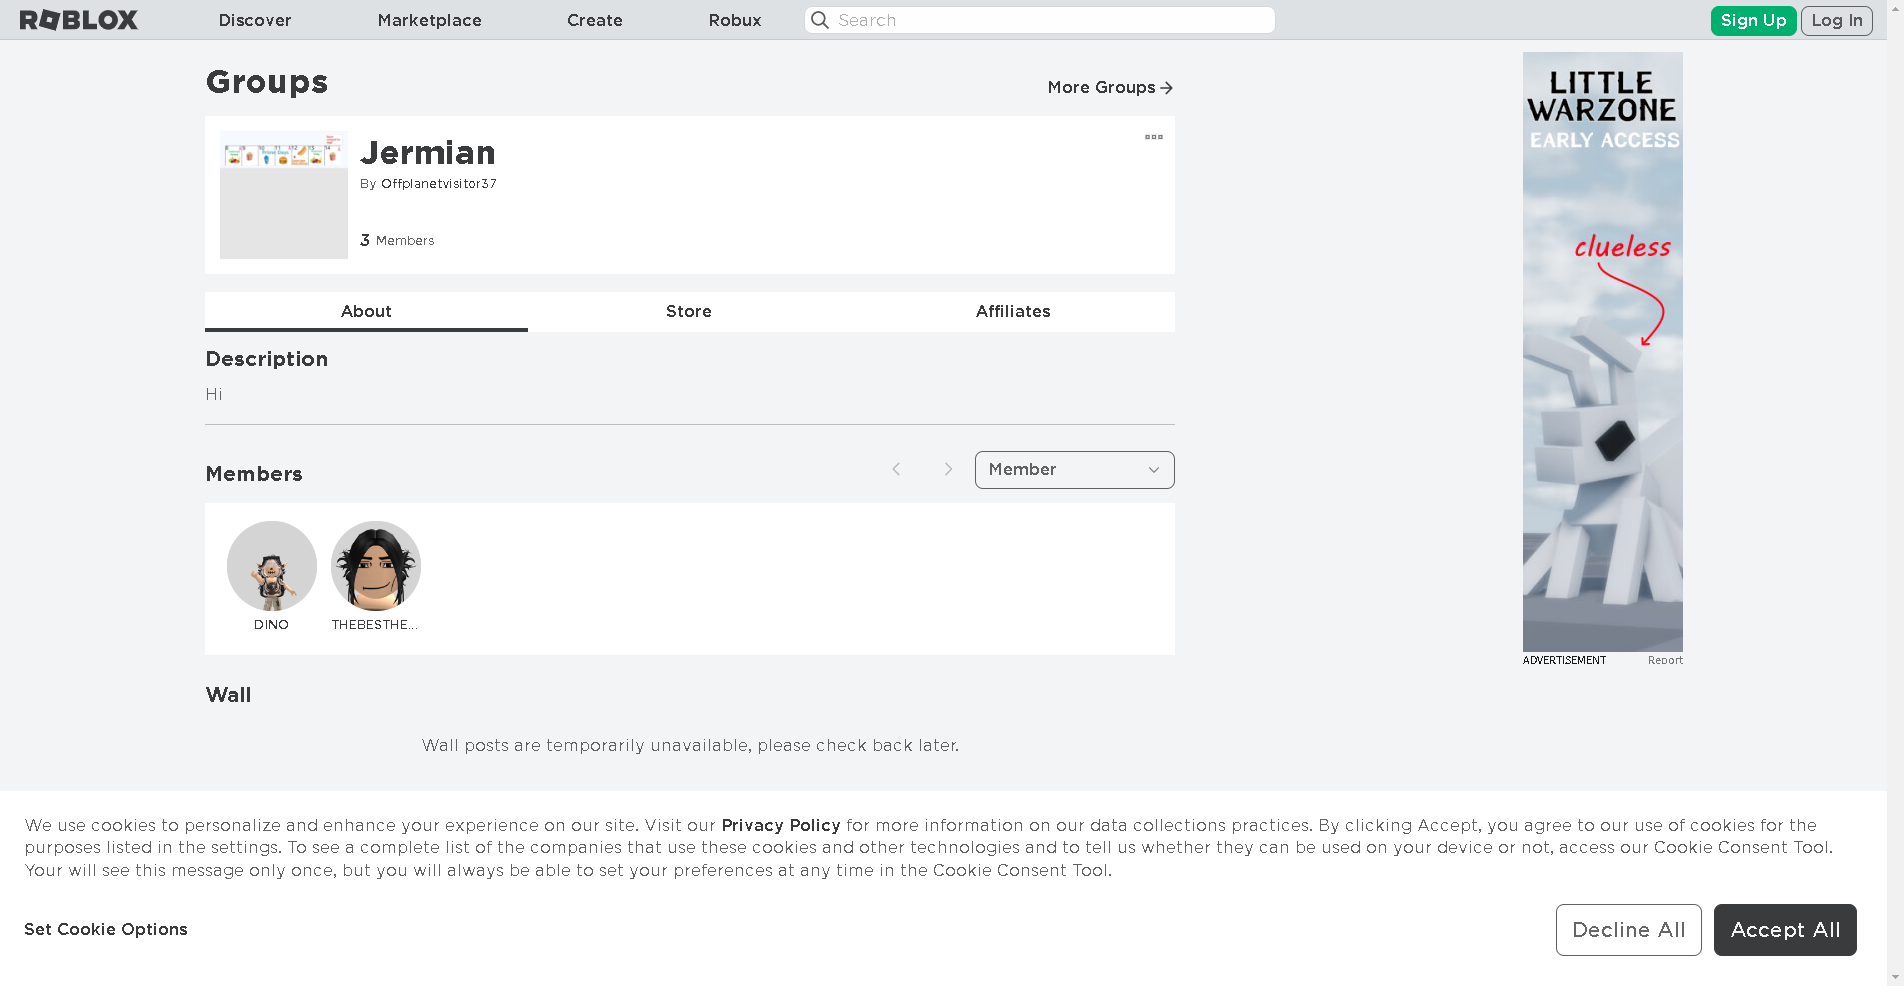 ROBLOX
Discover
Marketplace
Create
Robux
Search
Sign Up
Log In
Groups
More Groups
Jermian
By Offplanetvisitor37
3 Members
About
Store
Affiliates
Description
Hi
Members
Member
DINO
THEBESTHE...
Wall
Wall posts are temporarily unavailable, please check back later.
LITTLE
WARZONE
EARLY ACCESS
clueless
ADVERTISEMENT
Report
We use cookies to personalize and enhance your experience on our site. Visit our Privacy Policy for more information on our data collections practices. By clicking Accept, you agree to our use of cookies for the
purposes listed in the settings. To see a complete list of the companies that use these cookies and other technologies and to tell us whether they can be used on your device or not, access our Cookie Consent Tool.
Your will see this message only once, but you will always be able to set your preferences at any time in the Cookie Consent Tool.
Set Cookie Options
Decline All
Accept All